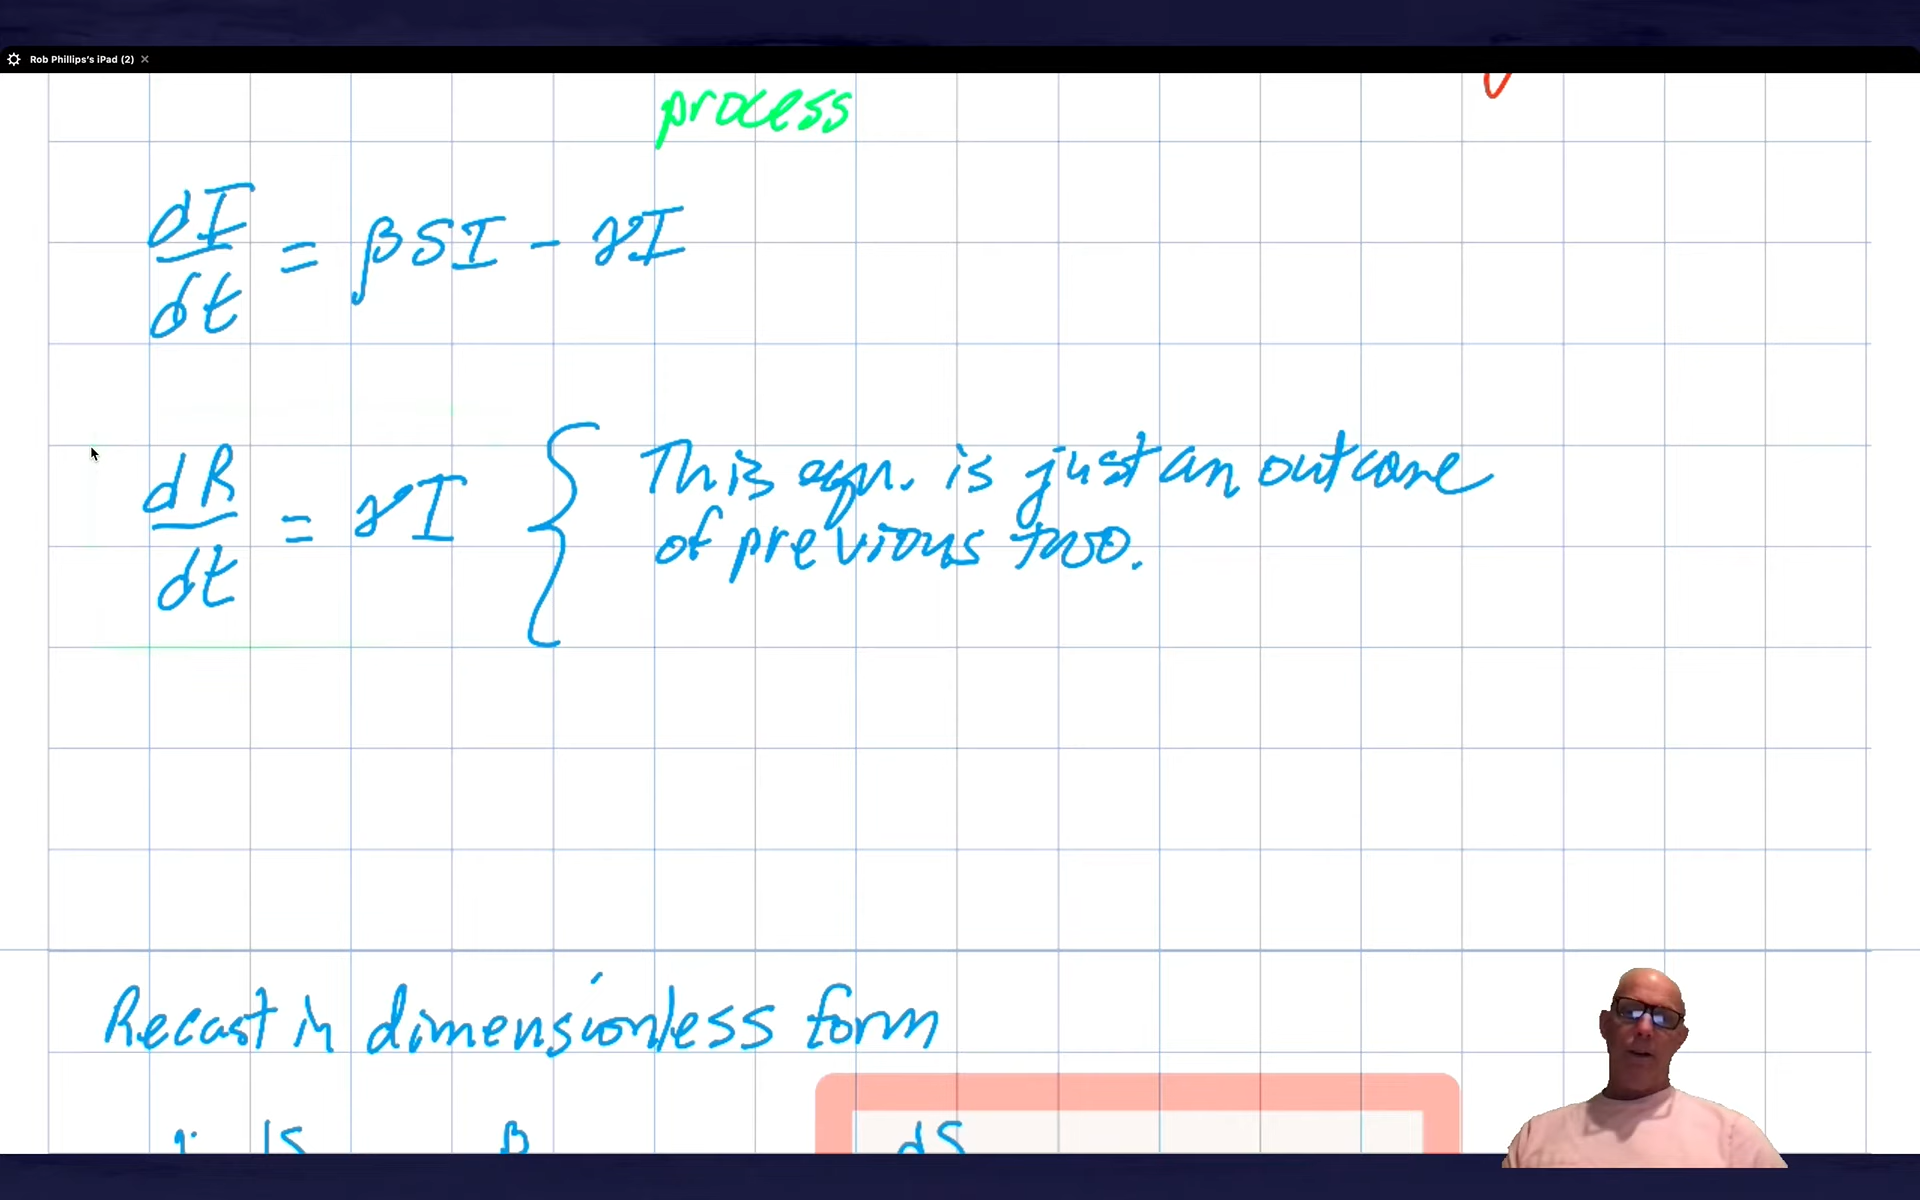 Rob Phillips's iPad (2) ×
process
dI/dt = βSI - γI
dR/dt = γI { This eqn. is just an outcome
of previous two.
Recast in dimensionless form
dS